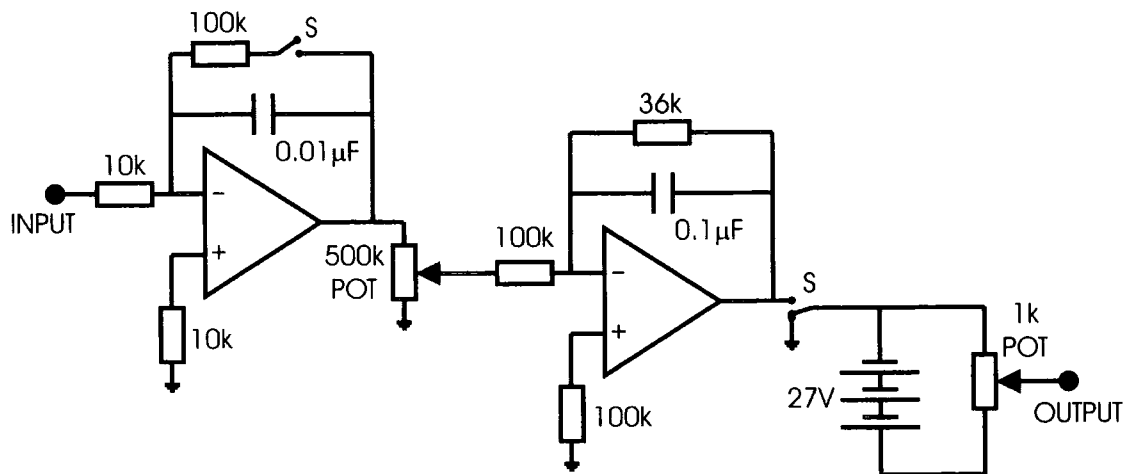 100k
S
0.01µF
10k
INPUT
−
+
10k
500k
POT
100k
36k
0.1µF
−
+
100k
S
27V
1k
POT
OUTPUT